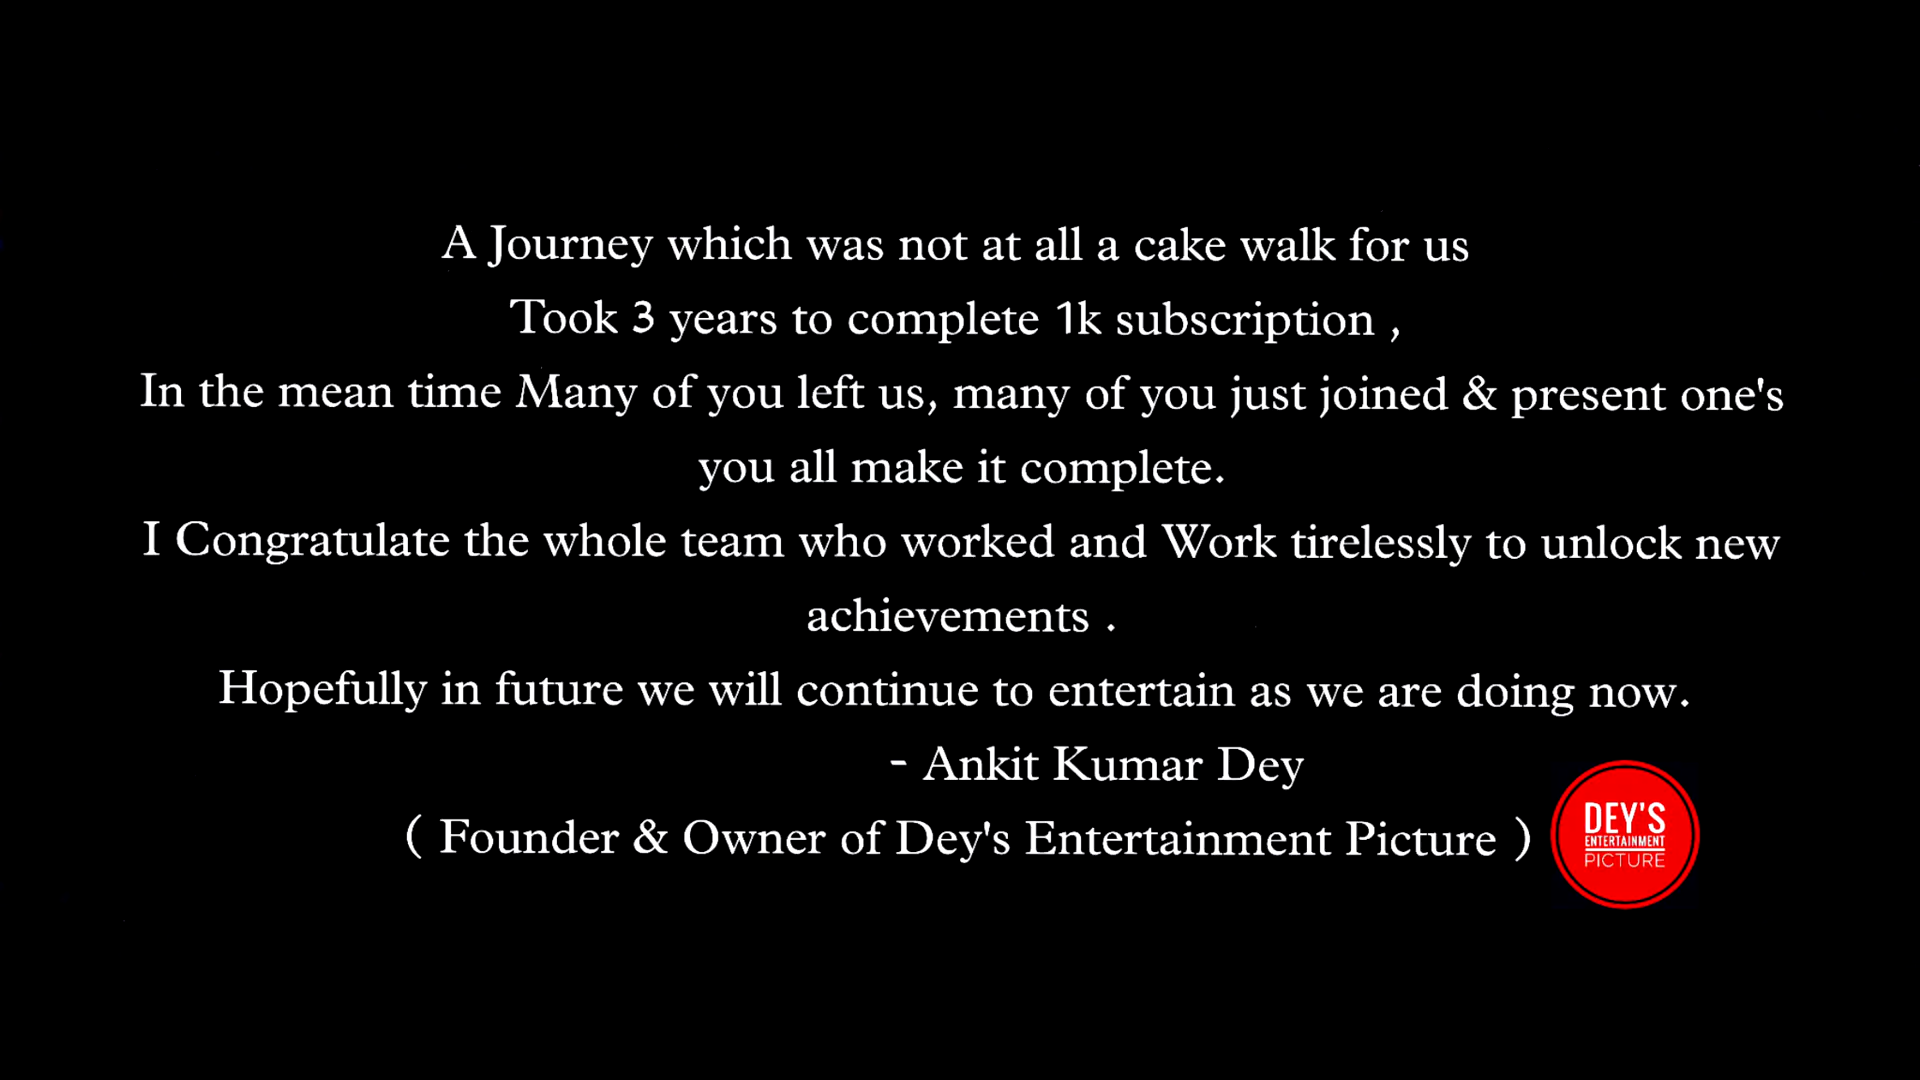 A Journey which was not at all a cake walk for us
Took 3 years to complete 1k subscription ,
In the mean time Many of you left us, many of you just joined & present one's
you all make it complete.
I Congratulate the whole team who worked and Work tirelessly to unlock new
achievements .
Hopefully in future we will continue to entertain as we are doing now.
- Ankit Kumar Dey
( Founder & Owner of Dey's Entertainment Picture )
DEY'S
ENTERTAINMENT
PICTURE